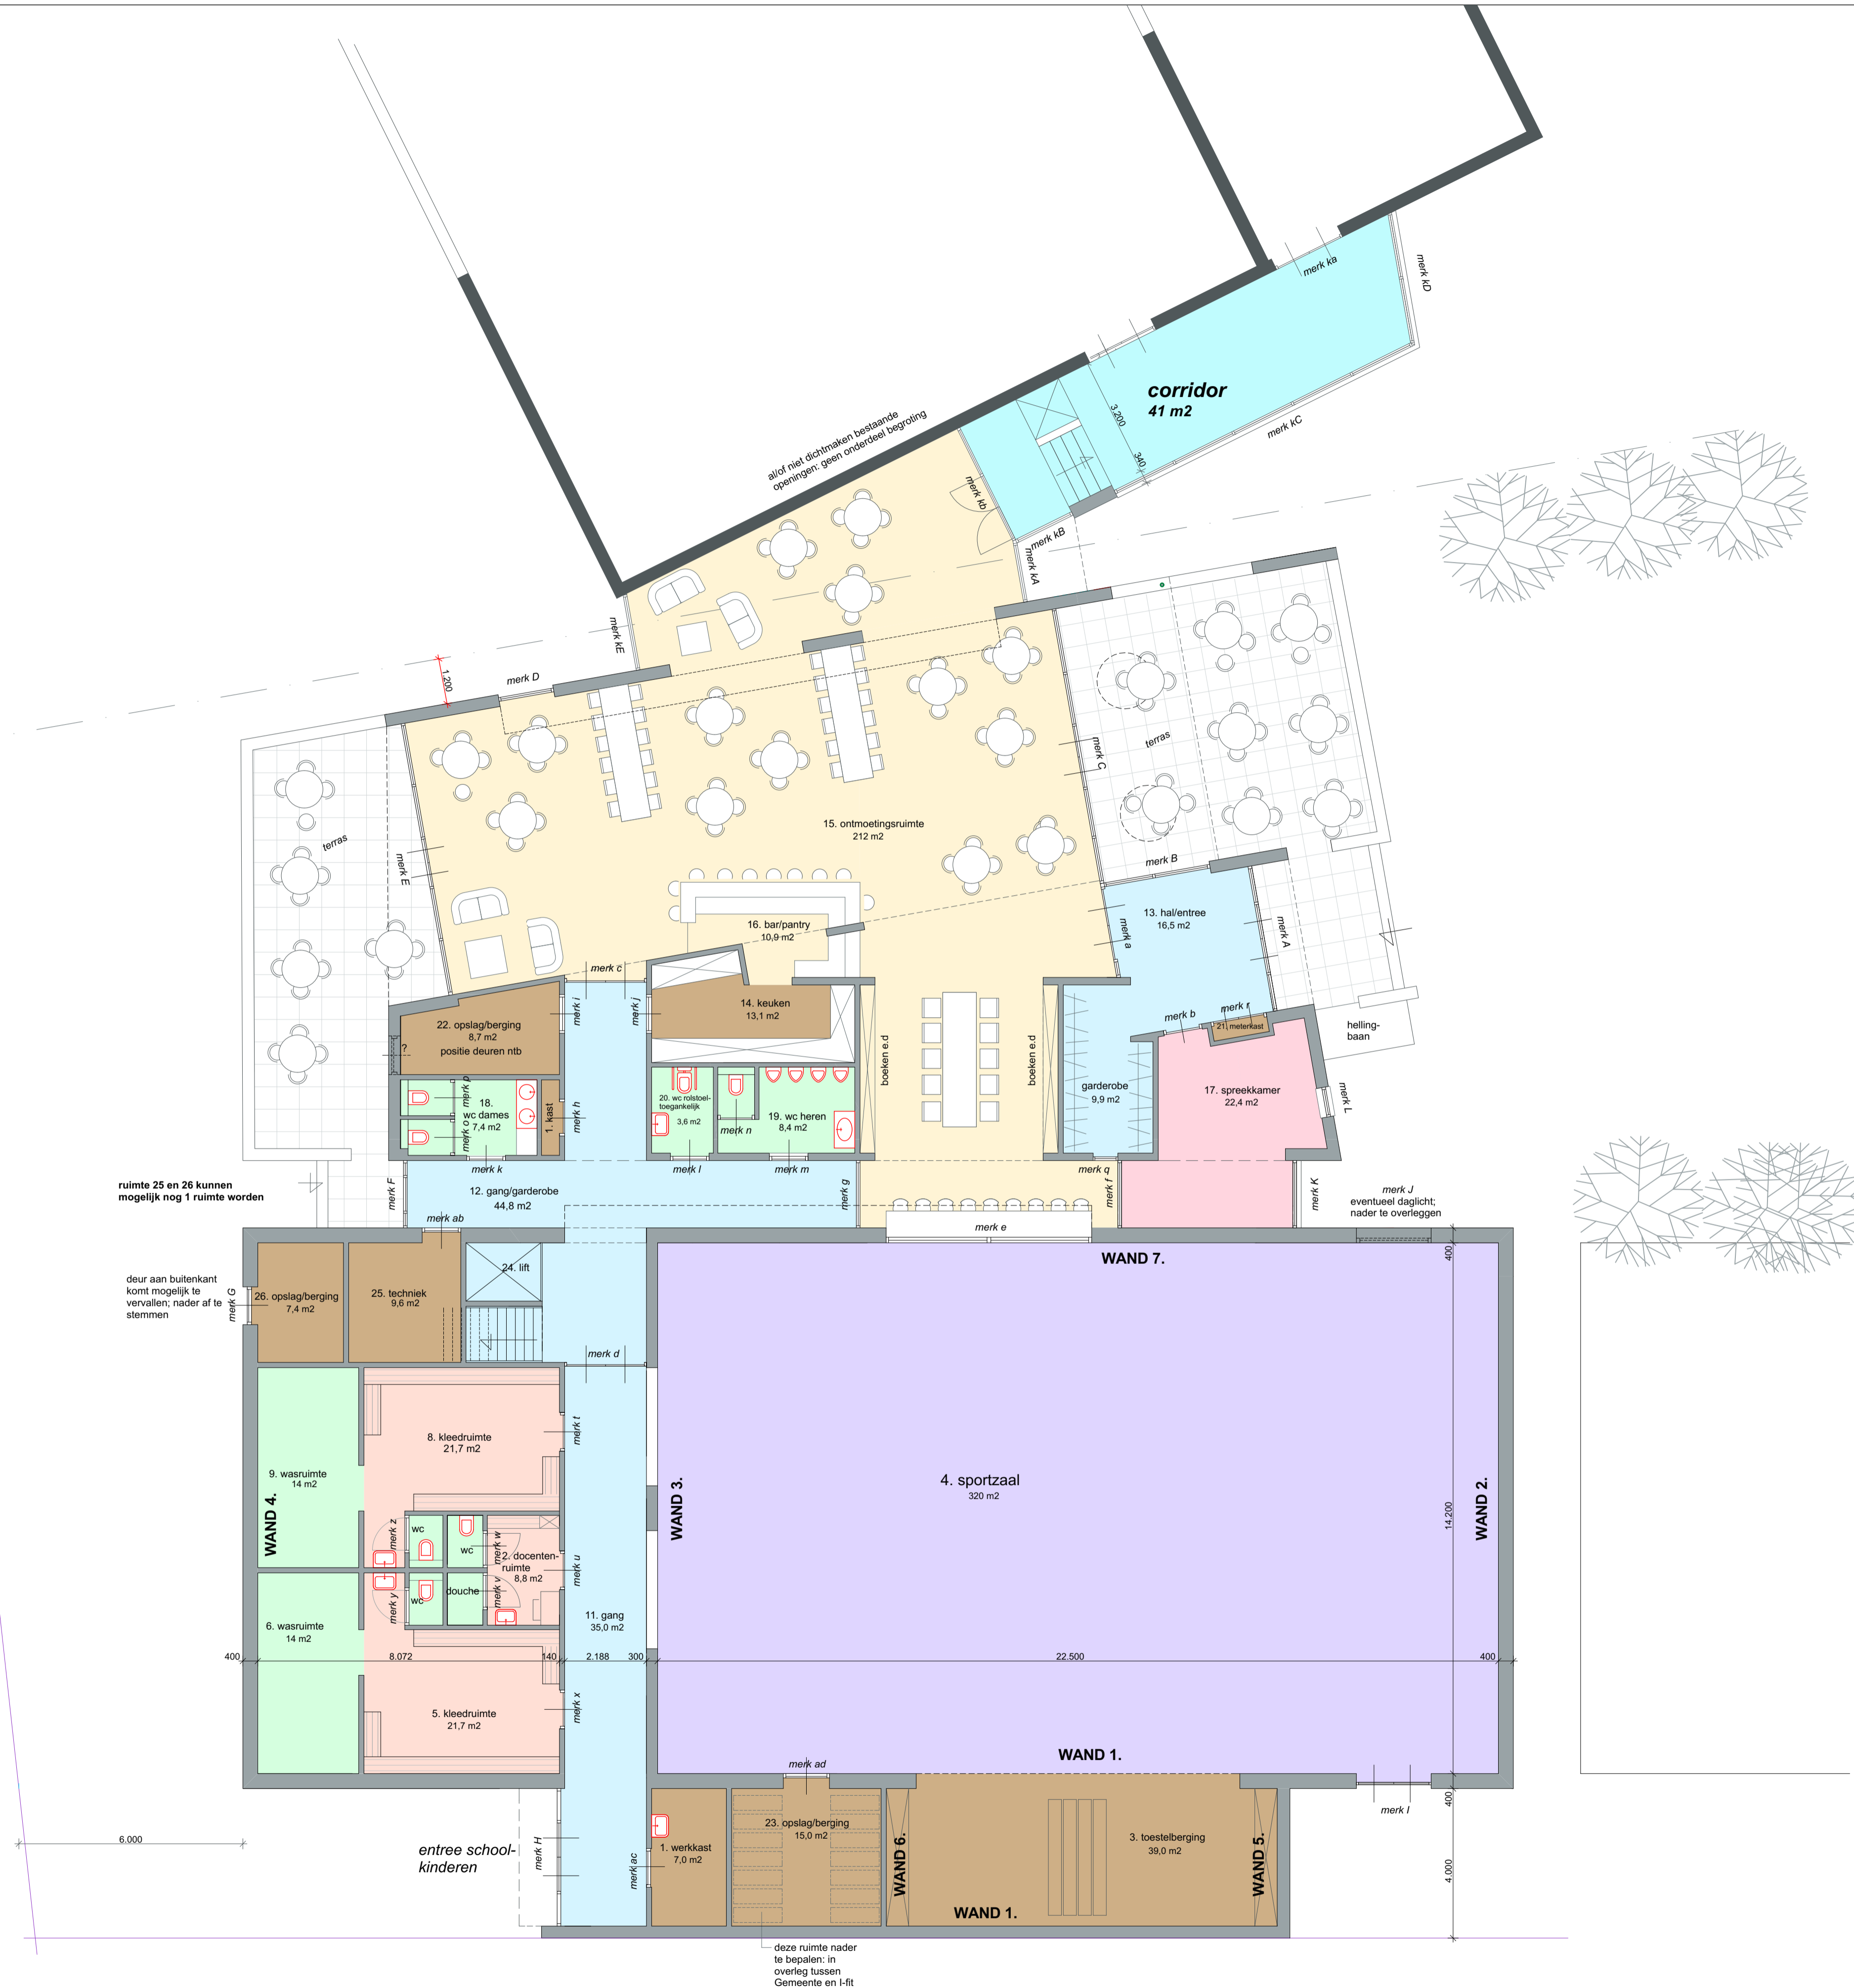 merk ka
merk kD
corridor
41 m2
3.200
340
merk kC
al/of niet dichtmaken bestaande
openingen: geen onderdeel begroting
merk kb
merk kB
merk kA
merk kE
merk D
1.200
merk C
terras
terras
merk E
15. ontmoetingsruimte
212 m2
merk B
16. bar/pantry
10,9 m2
13. hal/entree
16,5 m2
merk a
merk A
merk c
merk i
merk j
14. keuken
13,1 m2
22. opslag/berging
8,7 m2
positie deuren ntb
?
merk b
merk r
21. meterkast
helling-
baan
boeken e.d
boeken e.d
garderobe
9,9 m2
17. spreekkamer
22,4 m2
merk L
merk p
merk o
18.
wc dames
7,4 m2
1. kast
merk h
20. wc rolstoel-
toegankelijk
3,6 m2
merk n
19. wc heren
8,4 m2
merk k
merk l
merk m
merk q
ruimte 25 en 26 kunnen
mogelijk nog 1 ruimte worden
merk F
12. gang/garderobe
44,8 m2
merk g
merk f
merk K
merk J
eventueel daglicht;
nader te overleggen
merk ab
merk e
WAND 7.
400
deur aan buitenkant
komt mogelijk te
vervallen; nader af te
stemmen
merk G
26. opslag/berging
7,4 m2
25. techniek
9,6 m2
24. lift
merk d
8. kleedruimte
21,7 m2
merk t
9. wasruimte
14 m2
WAND 4.
WAND 3.
4. sportzaal
320 m2
WAND 2.
14.200
merk z
wc
wc
merk w
2. docenten-
ruimte
8,8 m2
merk u
merk y
wc
douche
merk v
6. wasruimte
14 m2
11. gang
35,0 m2
400
8.072
140
2.188
300
22.500
400
5. kleedruimte
21,7 m2
merk x
WAND 1.
merk ad
merk I
400
6.000
entree school-
kinderen
merk H
merk ac
1. werkkast
7,0 m2
23. opslag/berging
15,0 m2
WAND 6.
3. toestelberging
39,0 m2
WAND 5.
4.000
WAND 1.
deze ruimte nader
te bepalen: in
overleg tussen
Gemeente en I-fit